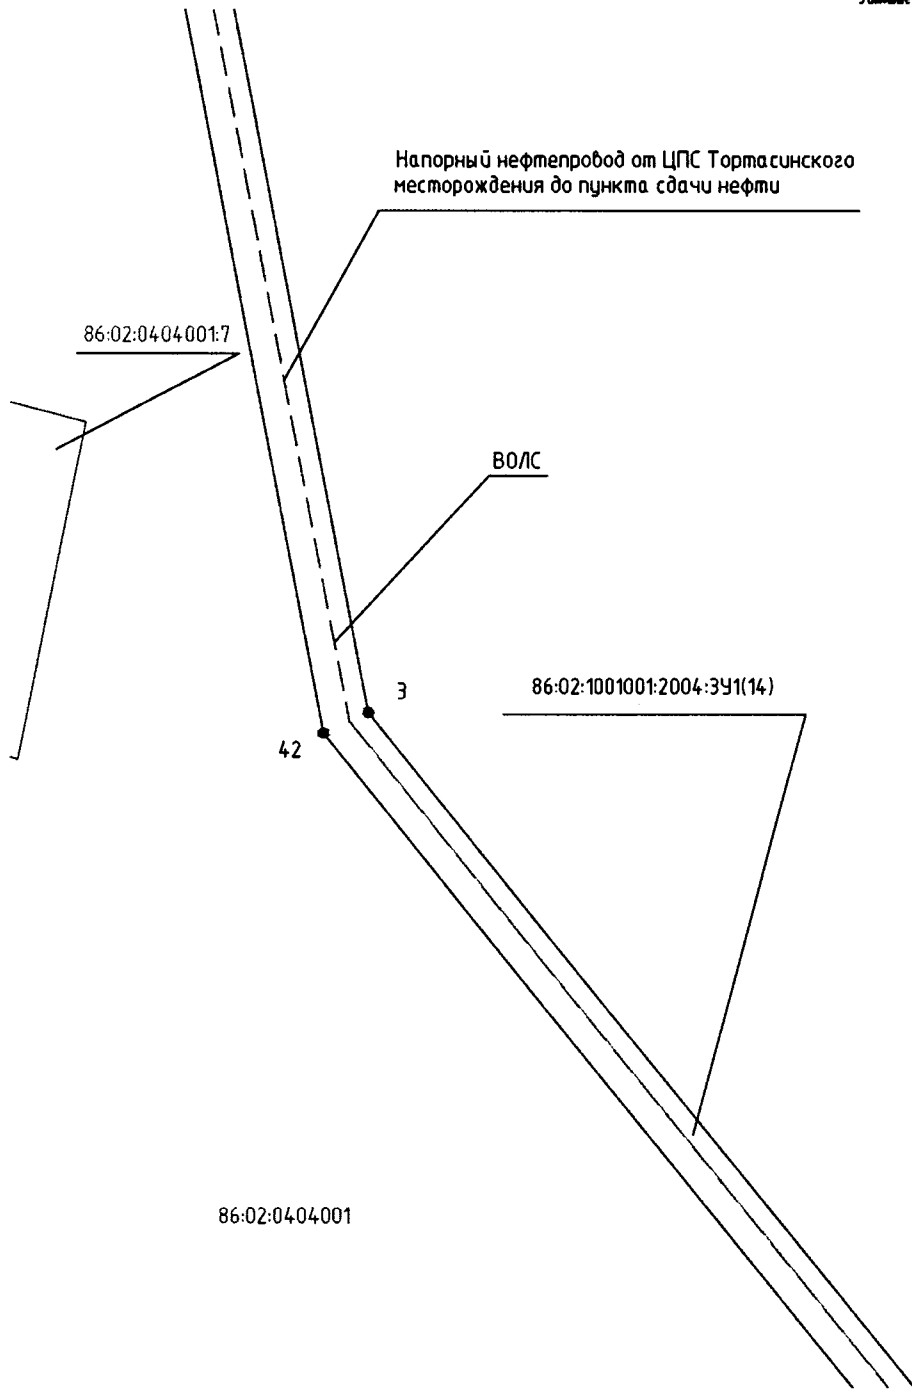 Напорный нефтепровод от ЦПС Тортасинского
месторождения до пункта сдачи нефти
86:02:0404001:7
ВОЛС
3
86:02:1001001:2004:ЗУ1(14)
42
86:02:0404001